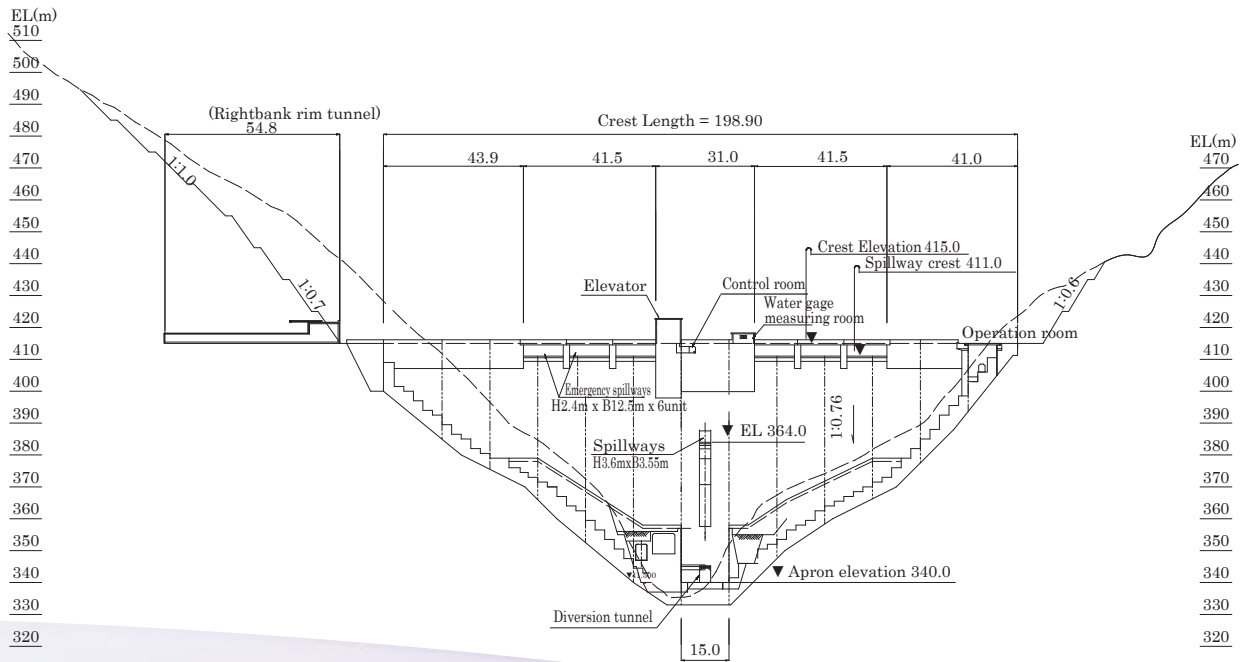 EL(m)
510
500
490
480
470
460
450
440
430
420
410
400
390
380
370
360
350
340
330
320
(Rightbank rim tunnel)
54.8
1:1.0
1:0.7
Crest Length = 198.90
43.9
41.5
31.0
41.5
41.0
Crest Elevation 415.0
Spillway crest 411.0
Elevator
Control room
Water gage
measuring room
Operation room
1:0.6
Emergency spillways
H2.4m x B12.5m x 6unit
1:0.76
EL 364.0
Spillways
H3.6mxB3.55m
Apron elevation 340.0
Diversion tunnel
15.0
EL(m)
470
460
450
440
430
420
410
400
390
380
370
360
350
340
330
320